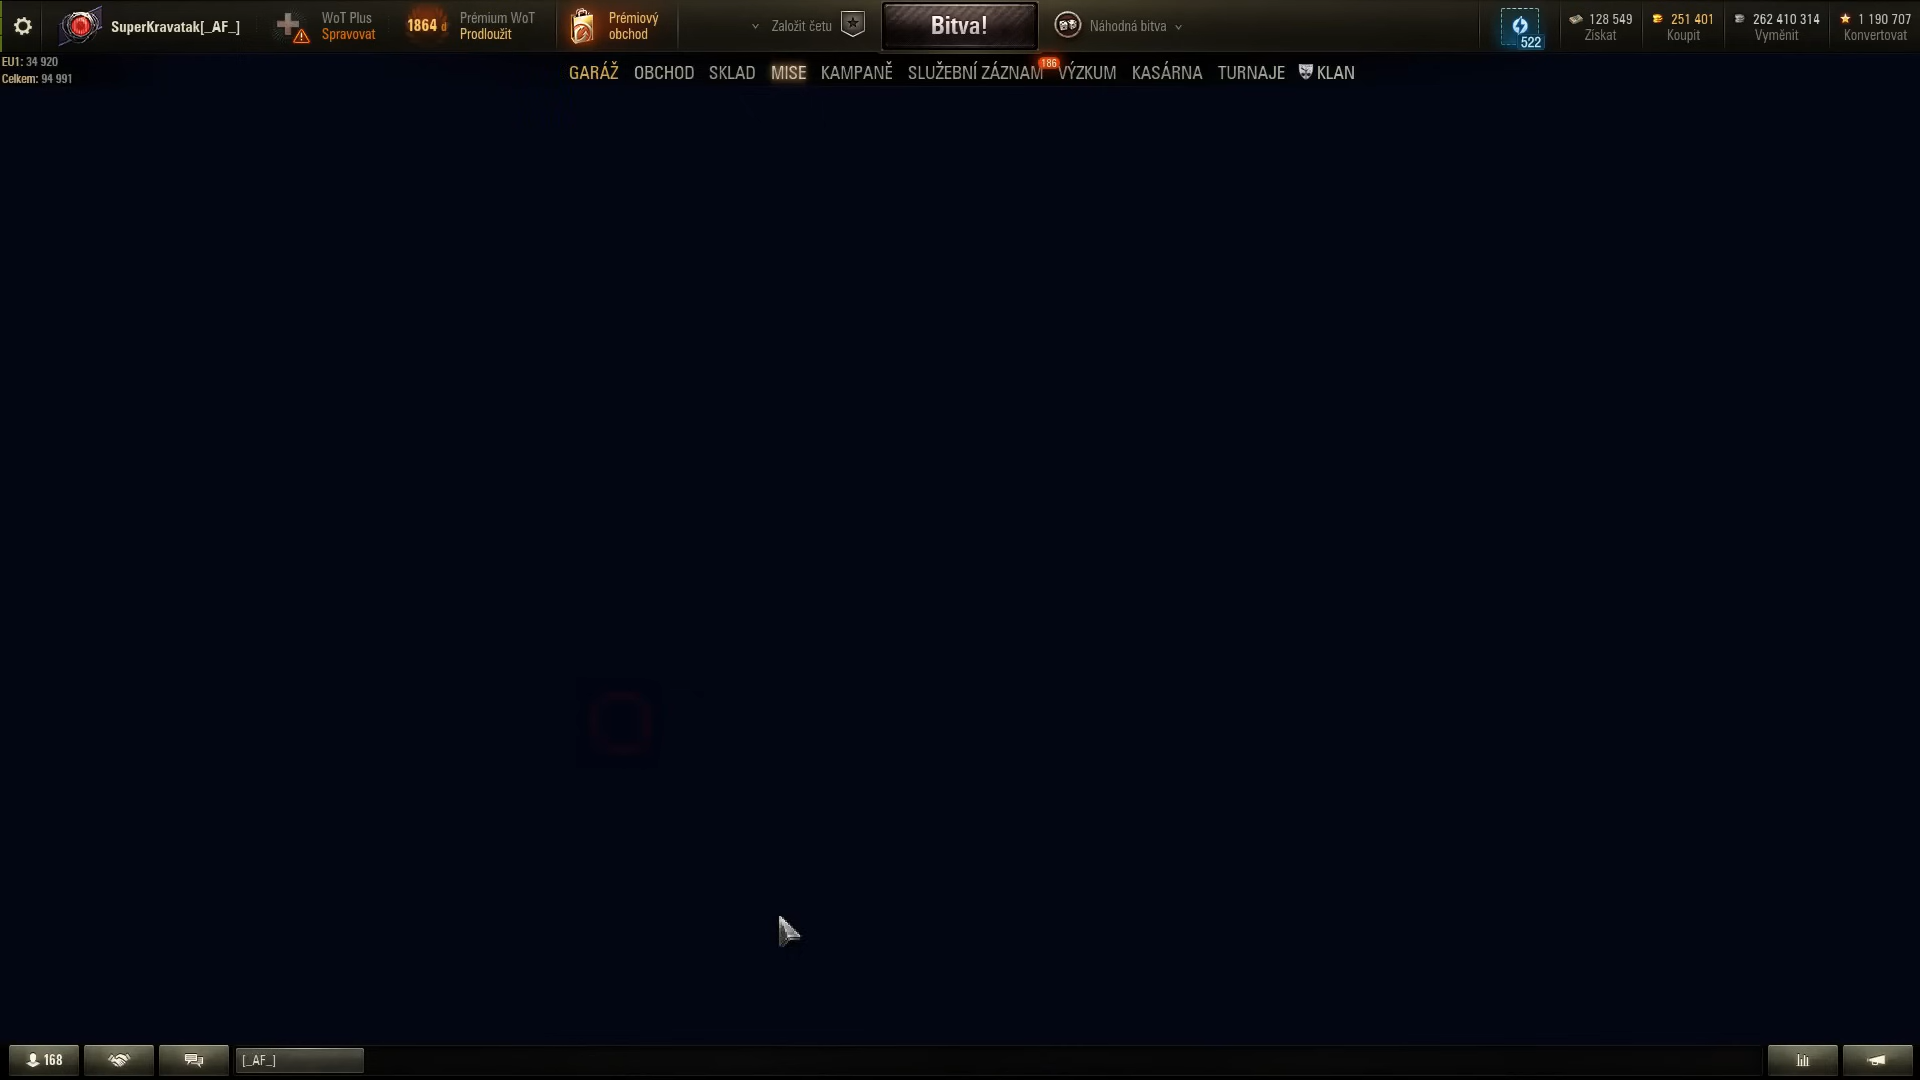 SuperKravatak[_AF_]
WoT Plus
Spravovat
1864 d
Prémium WoT
Prodloužit
Prémiový
obchod
Založit četu
Bitva!
Náhodná bitva
522
128 549
Získat
251 401
Koupit
262 410 314
Vyměnit
1 190 707
Konvertovat
EU1: 34 920
Celkem: 94 991
GARÁŽ OBCHOD SKLAD MISE KAMPANĚ SLUŽEBNÍ ZÁZNAM 186 VÝZKUM KASÁRNA TURNAJE KLAN
168
[_AF_]